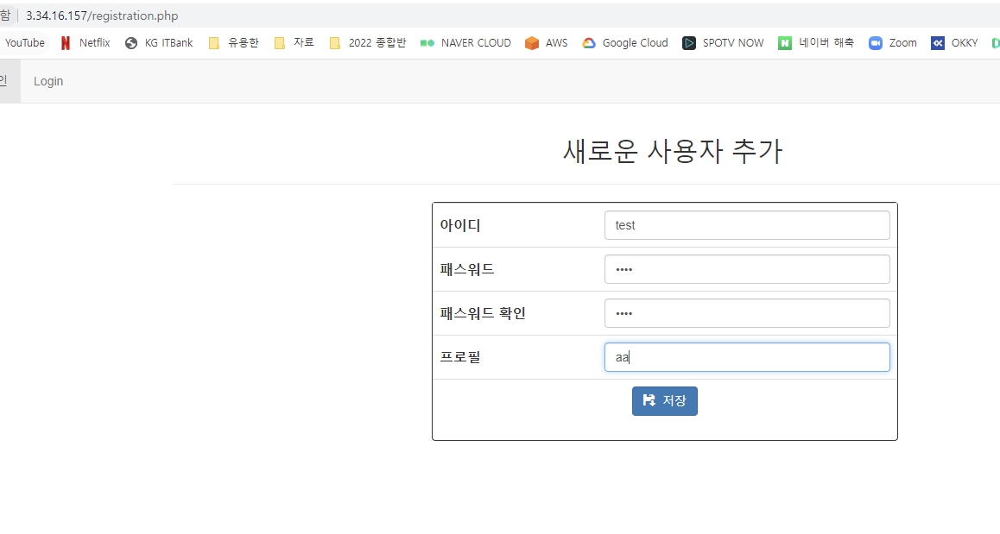 함 3.34.16.157/registration.php
YouTube Netflix KG ITBank 유용한 자료 2022 종합반 NAVER CLOUD AWS Google Cloud SPOTV NOW 네이버 해축 Zoom OKKY
인 Login
새로운 사용자 추가
아이디 test
패스워드 ••••
패스워드 확인 ••••
프로필 aa
저장